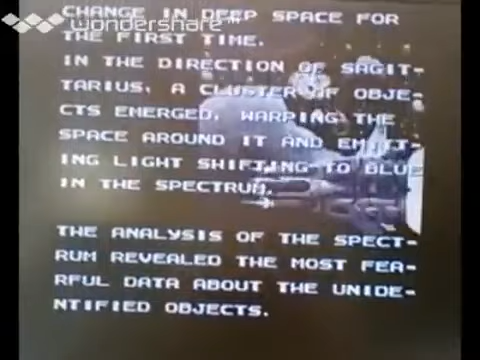 CHANGE IN DEEP SPACE FOR
wondershare™
THE FIRST TIME.
IN THE DIRECTION OF SAGIT-
TARIUS, A CLUSTER OF OBJE-
CTS EMERGED, WARPING THE
SPACE AROUND IT AND EMITT-
ING LIGHT SHIFTING TO BLUE
IN THE SPECTRUM.
THE ANALYSIS OF THE SPECT-
RUM REVEALED THE MOST FEA-
RFUL DATA ABOUT THE UNIDE-
NTIFIED OBJECTS.